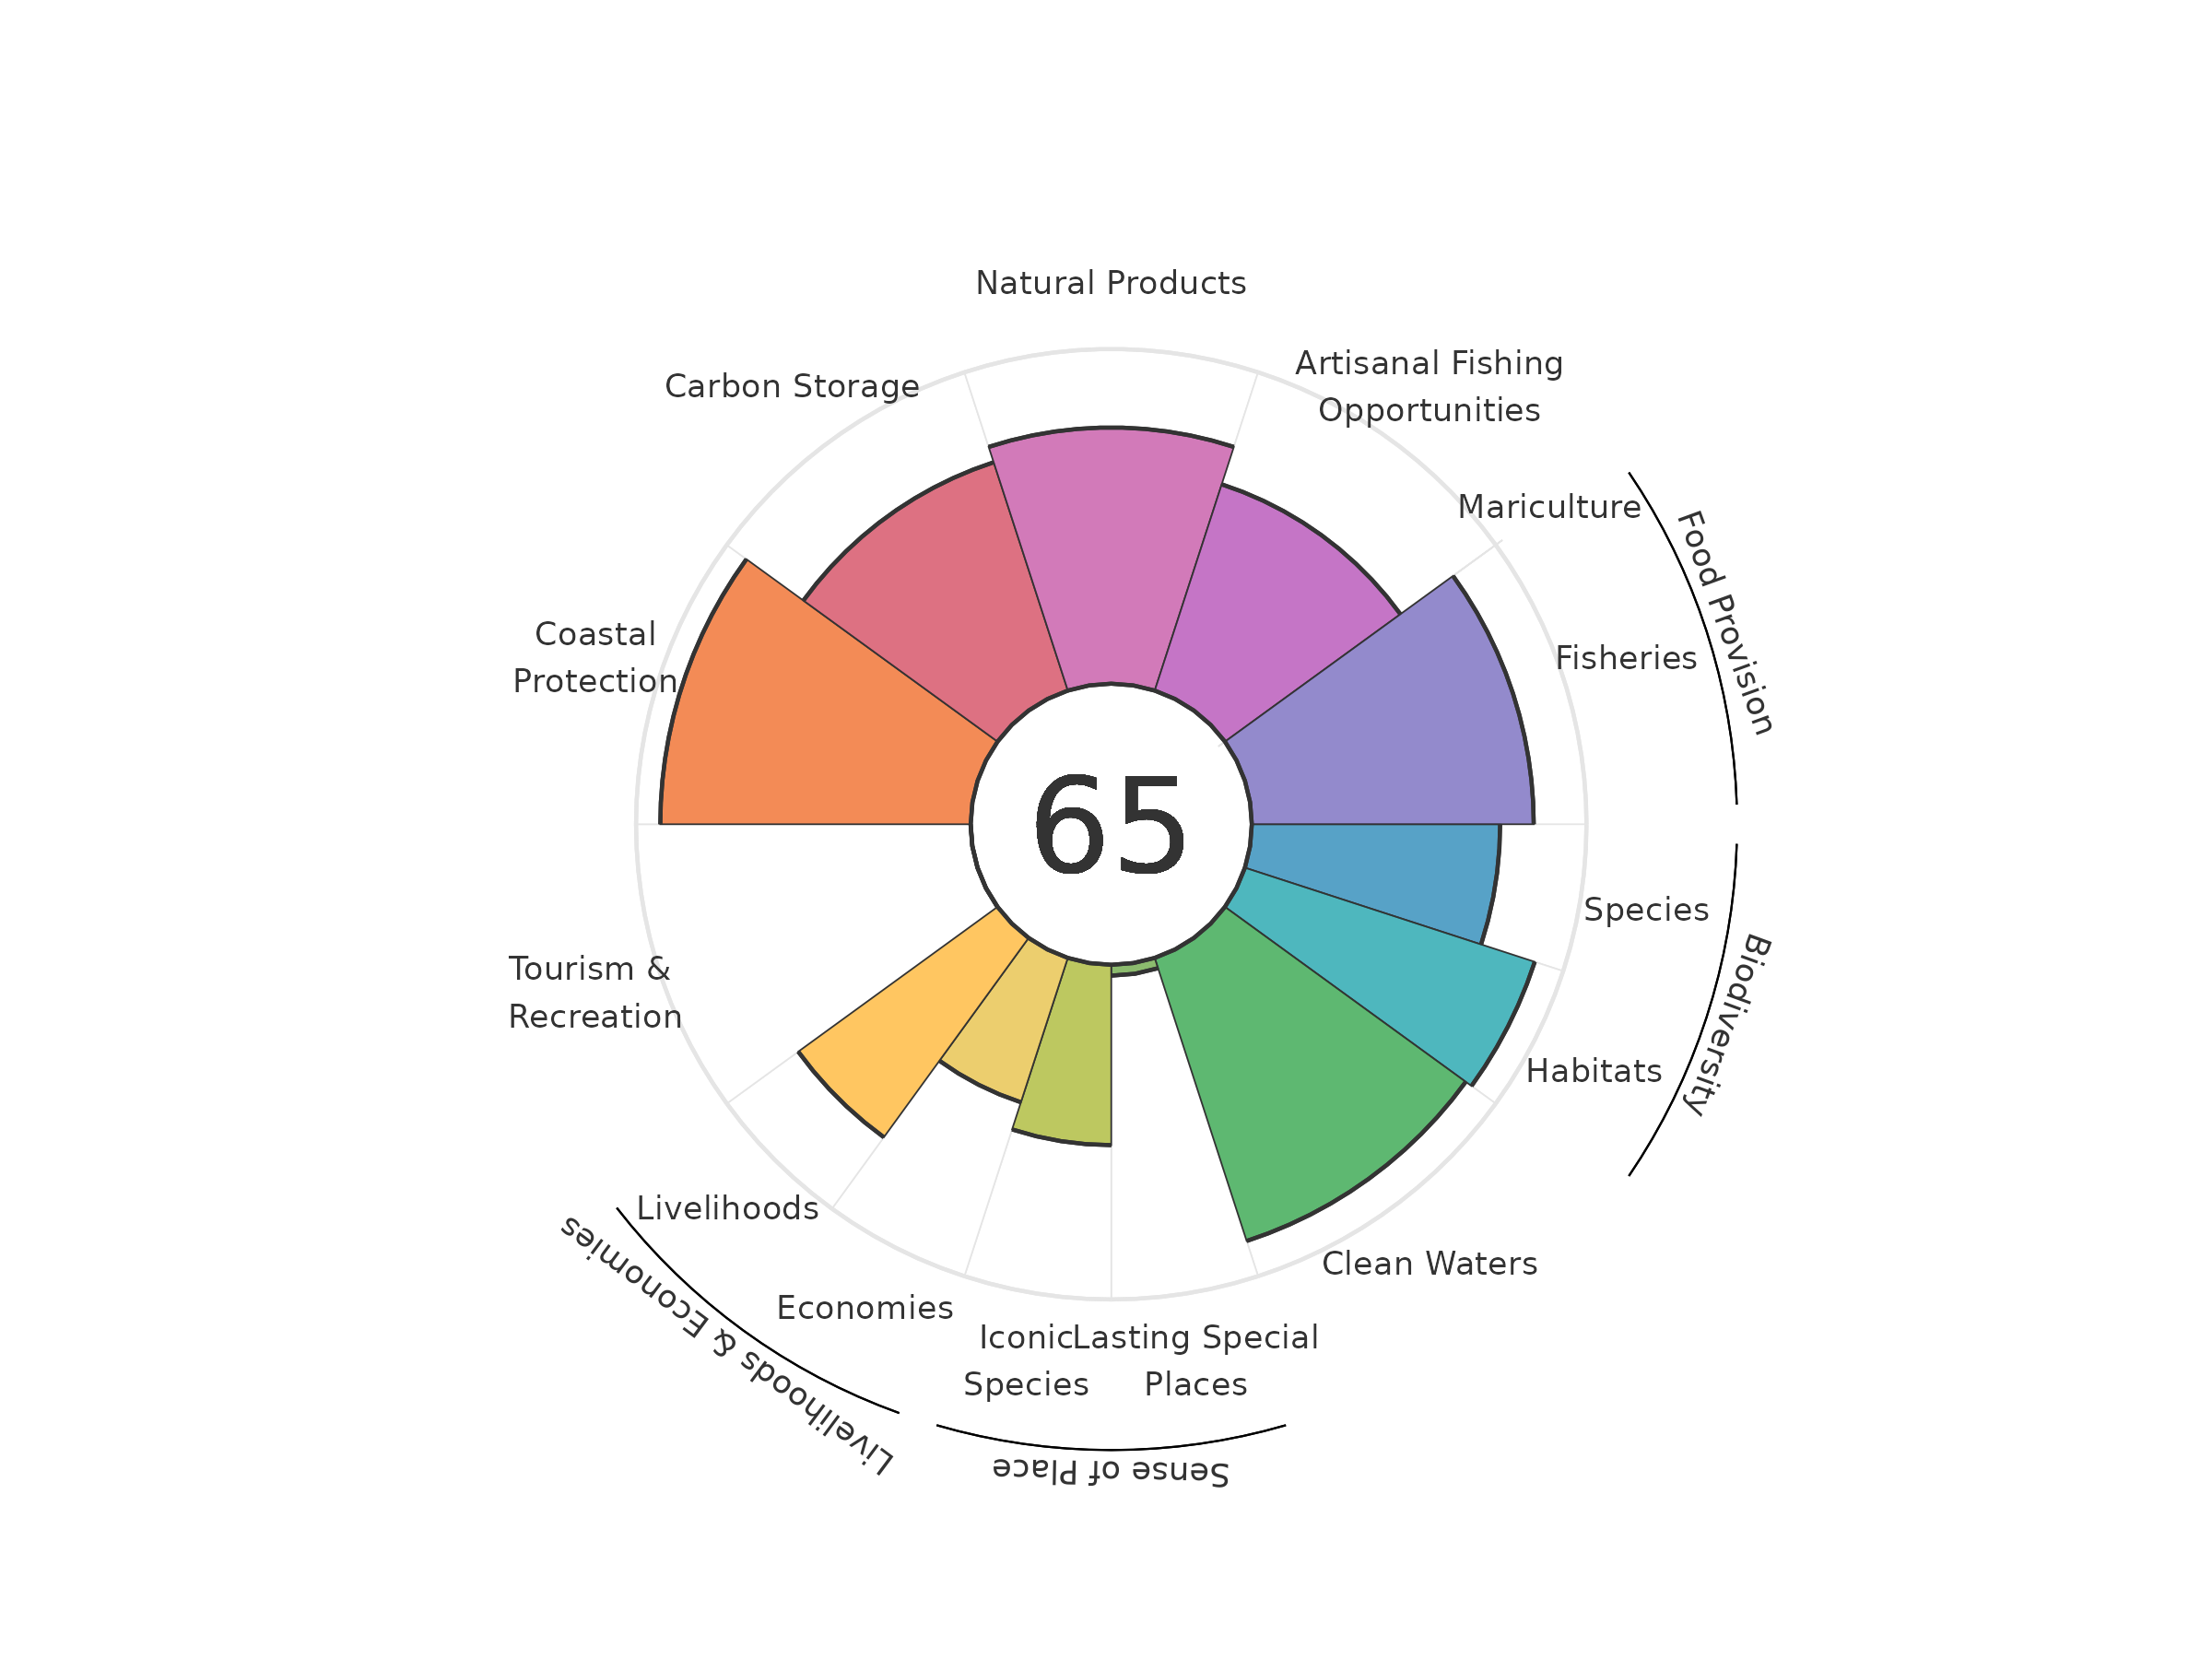 Natural Products
Carbon Storage
Artisanal Fishing
Opportunities
Mariculture
Food Provision
Coastal
Protection
Fisheries
65
Species
Tourism &
Recreation
Biodiversity
Habitats
Livelihoods
Livelihoods & Economies
Clean Waters
Economies
Iconic
Species
Lasting Special
Places
Sense of Place